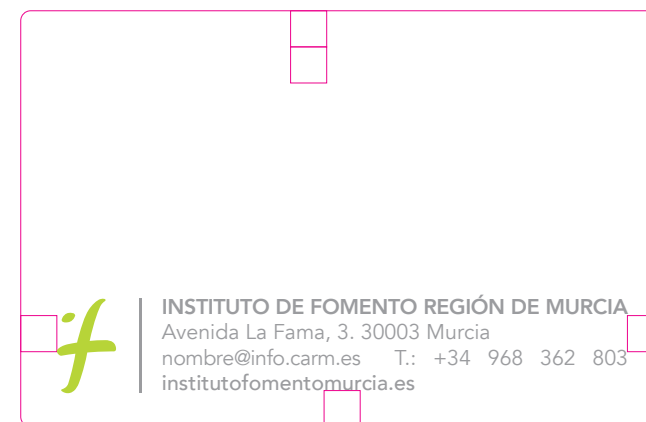 INSTITUTO DE FOMENTO REGIÓN DE MURCIA
Avenida La Fama, 3. 30003 Murcia
nombre@info.carm.es T.: +34 968 362 803
institutofomentomurcia.es